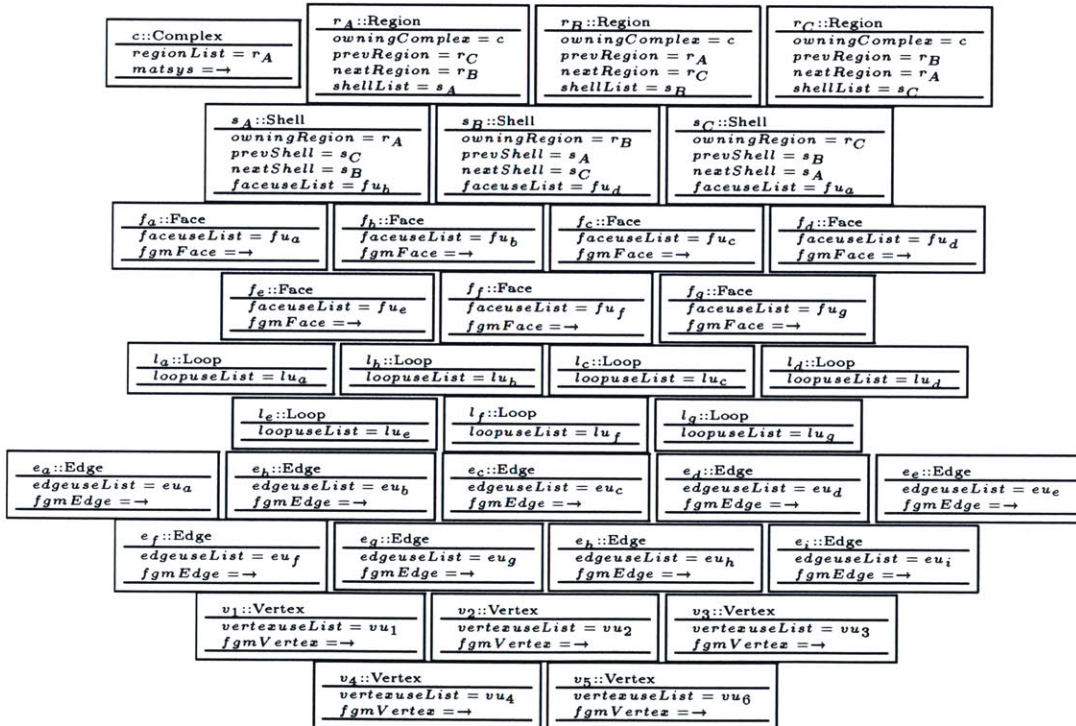 c::Complex
regionList = r_A
matsys =→
r_A::Region
owningComplex = c
prevRegion = r_C
nextRegion = r_B
shellList = s_A
r_B::Region
owningComplex = c
prevRegion = r_A
nextRegion = r_C
shellList = s_B
r_C::Region
owningComplex = c
prevRegion = r_B
nextRegion = r_A
shellList = s_C
s_A::Shell
owningRegion = r_A
prevShell = s_C
nextShell = s_B
faceuseList = fu_b
s_B::Shell
owningRegion = r_B
prevShell = s_A
nextShell = s_C
faceuseList = fu_d
s_C::Shell
owningRegion = r_C
prevShell = s_B
nextShell = s_A
faceuseList = fu_a
f_a::Face
faceuseList = fu_a
fgmFace =→
f_b::Face
faceuseList = fu_b
fgmFace =→
f_c::Face
faceuseList = fu_c
fgmFace =→
f_d::Face
faceuseList = fu_d
fgmFace =→
f_e::Face
faceuseList = fu_e
fgmFace =→
f_f::Face
faceuseList = fu_f
fgmFace =→
f_g::Face
faceuseList = fu_g
fgmFace =→
l_a::Loop
loopuseList = lu_a
l_b::Loop
loopuseList = lu_b
l_c::Loop
loopuseList = lu_c
l_d::Loop
loopuseList = lu_d
l_e::Loop
loopuseList = lu_e
l_f::Loop
loopuseList = lu_f
l_g::Loop
loopuseList = lu_g
e_a::Edge
edgeuseList = eu_a
fgmEdge =→
e_b::Edge
edgeuseList = eu_b
fgmEdge =→
e_c::Edge
edgeuseList = eu_c
fgmEdge =→
e_d::Edge
edgeuseList = eu_d
fgmEdge =→
e_e::Edge
edgeuseList = eu_e
fgmEdge =→
e_f::Edge
edgeuseList = eu_f
fgmEdge =→
e_g::Edge
edgeuseList = eu_g
fgmEdge =→
e_h::Edge
edgeuseList = eu_h
fgmEdge =→
e_i::Edge
edgeuseList = eu_i
fgmEdge =→
v_1::Vertex
vertexuseList = vu_1
fgmVertex =→
v_2::Vertex
vertexuseList = vu_2
fgmVertex =→
v_3::Vertex
vertexuseList = vu_3
fgmVertex =→
v_4::Vertex
vertexuseList = vu_4
fgmVertex =→
v_5::Vertex
vertexuseList = vu_6
fgmVertex =→